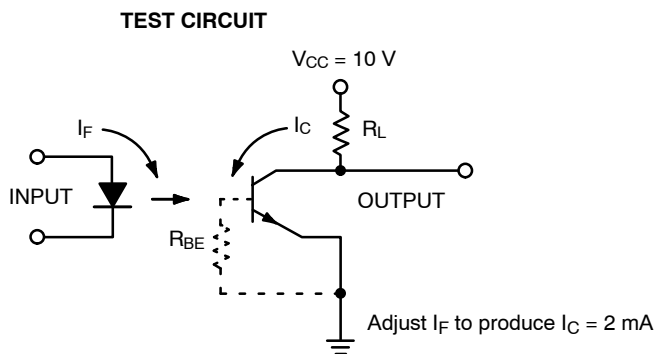 TEST CIRCUIT
VCC = 10 V
IF
IC
RL
INPUT
OUTPUT
RBE
Adjust IF to produce IC = 2 mA